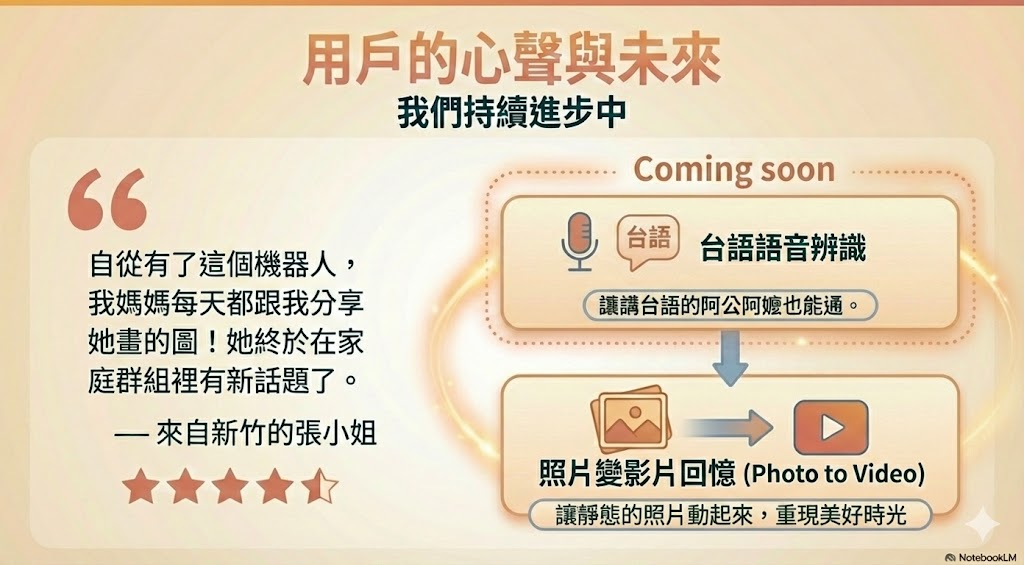 用戶的心聲與未來
我們持續進步中
自從有了這個機器人，
我媽媽每天都跟我分享
她畫的圖！她終於在家
庭群組裡有新話題了。
— 來自新竹的張小姐
Coming soon
台語
台語語音辨識
讓講台語的阿公阿嬤也能通。
照片變影片回憶 (Photo to Video)
讓靜態的照片動起來，重現美好時光
NotebookLM